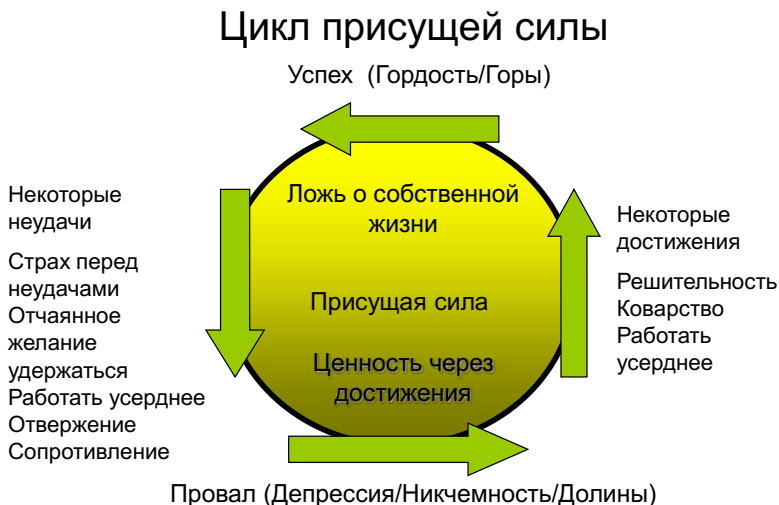 Цикл присущей силы
Успех  (Гордость/Горы)
Некоторые
неудачи
Страх перед
неудачами
Отчаянное
желание
удержаться
Работать усерднее
Отвержение
Сопротивление
Ложь о собственной
жизни
Присущая сила
Ценность через
достижения
Некоторые
достижения
Решительность
Коварство
Работать
усерднее
Провал (Депрессия/Никчемность/Долины)